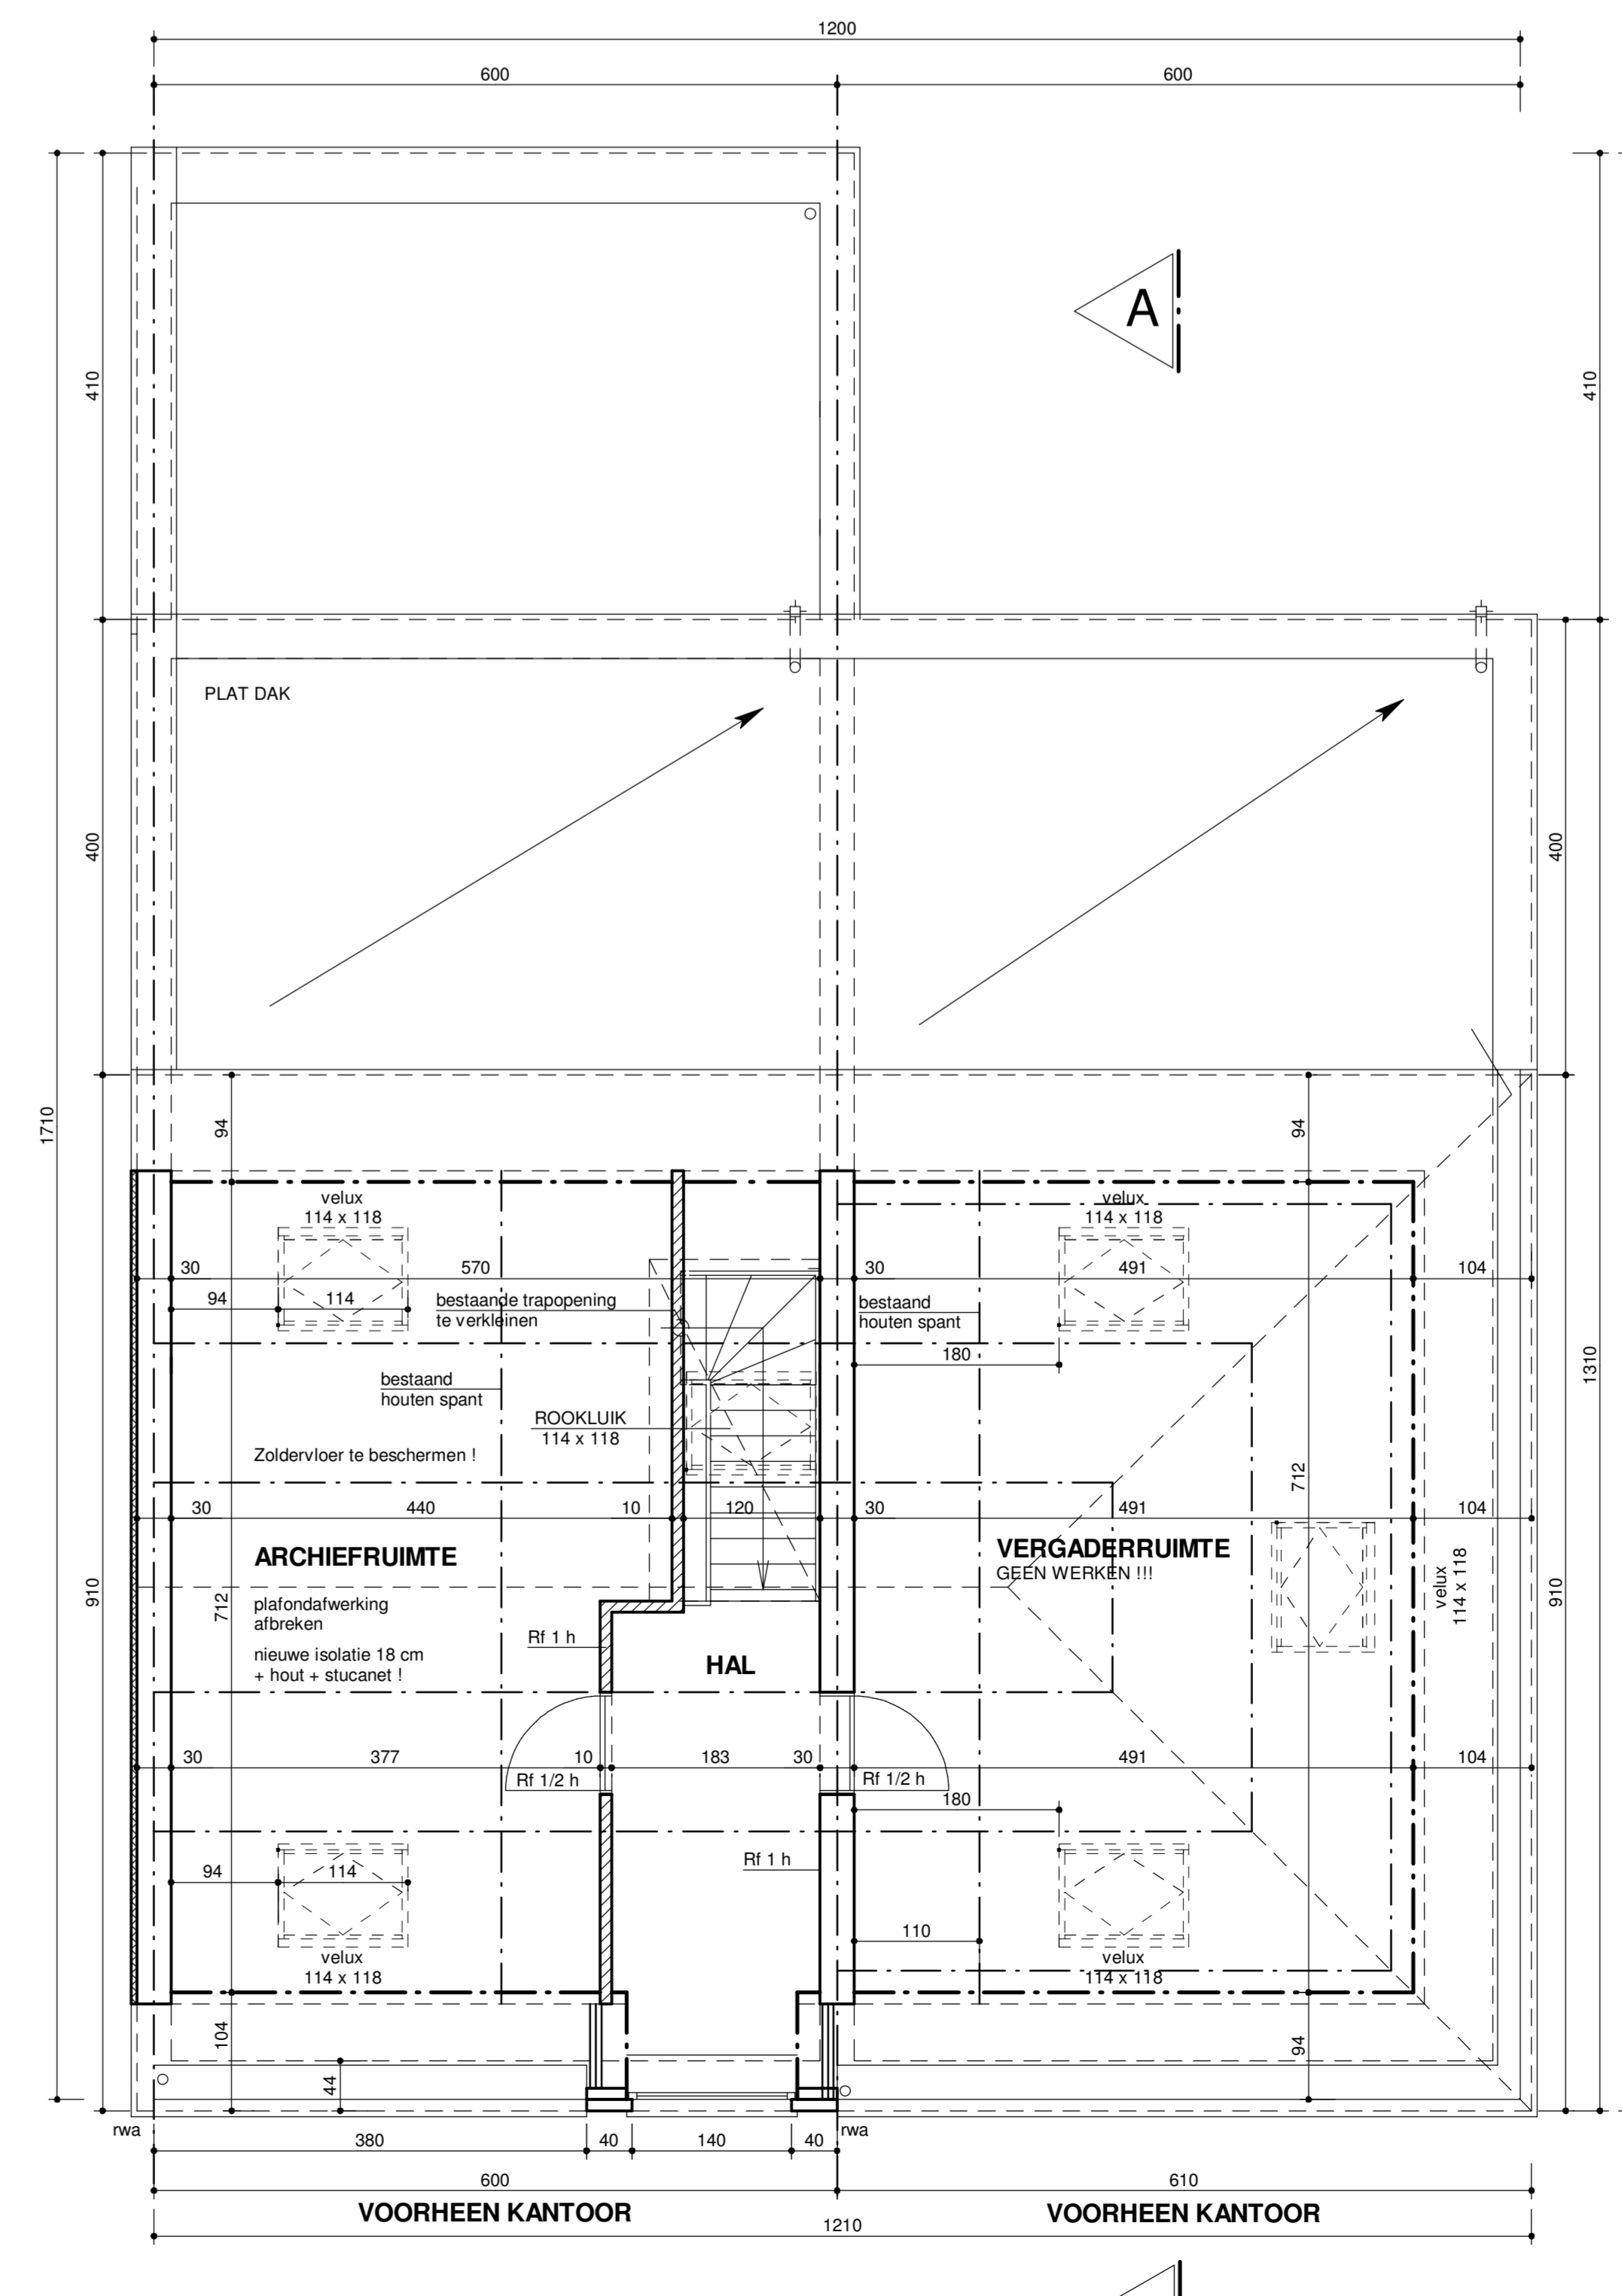 1200
600
600
A
410
410
1710
400
400
PLAT DAK
94
94
velux
114 x 118
velux
114 x 118
30
570
30
491
104
94
114
bestaande trapopening
te verkleinen
bestaand
houten spant
180
bestaand
houten spant
ROOKLUIK
114 x 118
Zoldervloer te beschermen !
1310
712
30
440
10
120
30
491
104
ARCHIEFRUIMTE
VERGADERRUIMTE
GEEN WERKEN !!!
velux
114 x 118
910
712
910
plafondafwerking
afbreken
Rf 1 h
nieuwe isolatie 18 cm
+ hout + stucanet !
HAL
30
377
10
183
30
491
104
Rf 1/2 h
Rf 1/2 h
180
94
114
Rf 1 h
110
velux
114 x 118
velux
114 x 118
104
94
44
rwa
rwa
380
40
140
40
600
610
VOORHEEN KANTOOR
VOORHEEN KANTOOR
1210